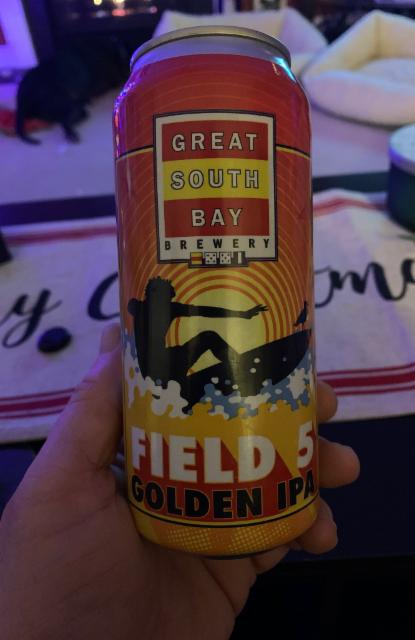 GREAT
SOUTH
BAY
BREWERY
FIELD 5
GOLDEN IPA